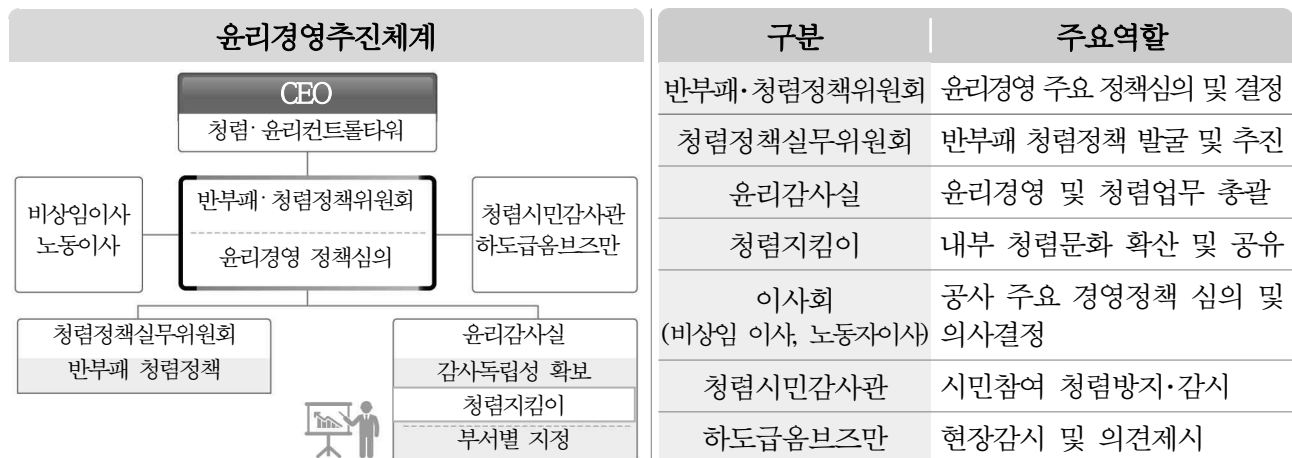 윤리경영추진체계
CEO
청렴·윤리컨트롤타워
비상임이사
노동이사
반부패·청렴정책위원회
윤리경영 정책심의
청렴시민감사관
하도급옴브즈만
청렴정책실무위원회
반부패 청렴정책
윤리감사실
감사독립성 확보
청렴지킴이
부서별 지정
구분 주요역할
반부패·청렴정책위원회 윤리경영 주요 정책심의 및 결정
청렴정책실무위원회 반부패 청렴정책 발굴 및 추진
윤리감사실 윤리경영 및 청렴업무 총괄
청렴지킴이 내부 청렴문화 확산 및 공유
이사회
(비상임 이사, 노동자이사)
공사 주요 경영정책 심의 및
의사결정
청렴시민감사관 시민참여 청렴방지·감시
하도급옴브즈만 현장감시 및 의견제시